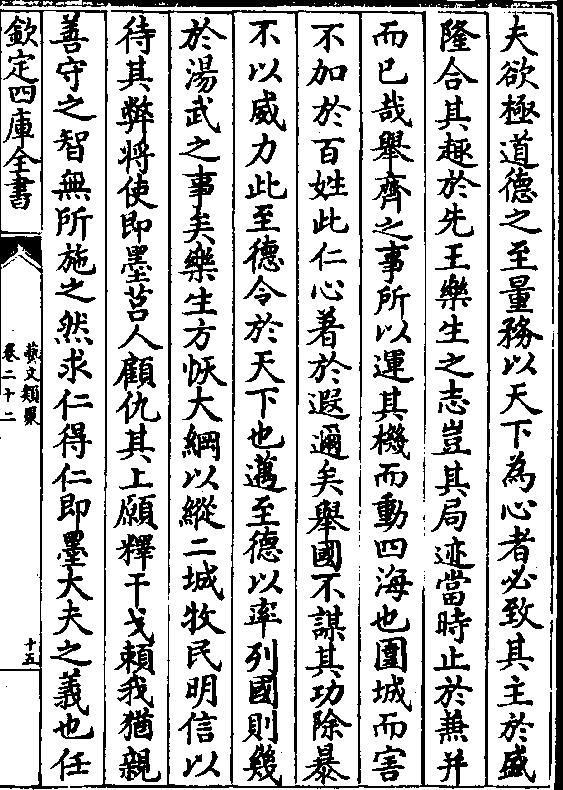 夫欲極道德之至量務以天下為心者必致其主於盛
隆合其趣於先王樂生之志豈其局迹當時止於兼并
而已哉舉齊之事所以運其機而動四海也圍城而害
不加於百姓此仁心著於遐邇矣舉國不謀其功除暴
不以威力此至德令於天下也邁至德以率列國則幾
於湯武之事矣樂生方恢大綱以縱二城牧民明信以
待其弊將使即墨莒人顧仇其上願釋干戈賴我猶親
善守之智無所施之然求仁得仁即墨大夫之義也任
欽定四庫全書
藝文類聚
卷二十二
十五